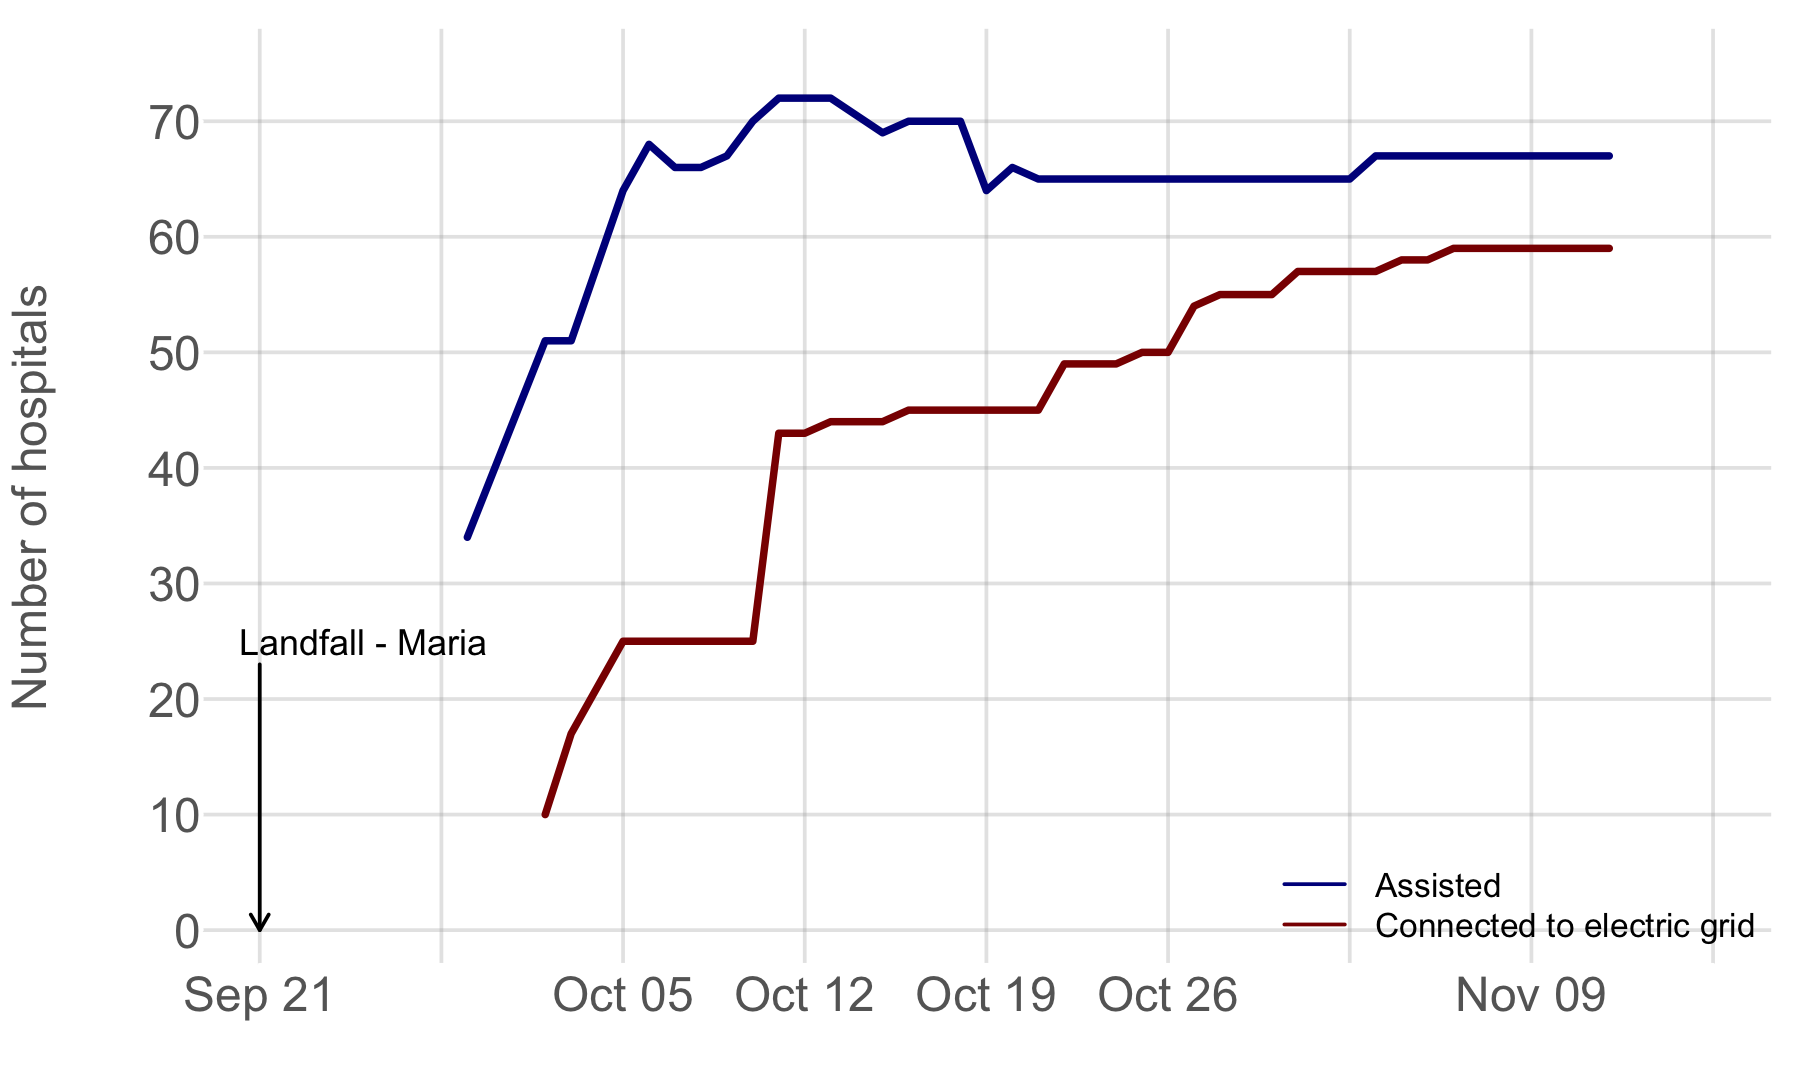 Number of hospitals
70
60
50
40
30
20
10
0
Landfall - Maria
Assisted
Connected to electric grid
Sep 21 Oct 05 Oct 12 Oct 19 Oct 26 Nov 09